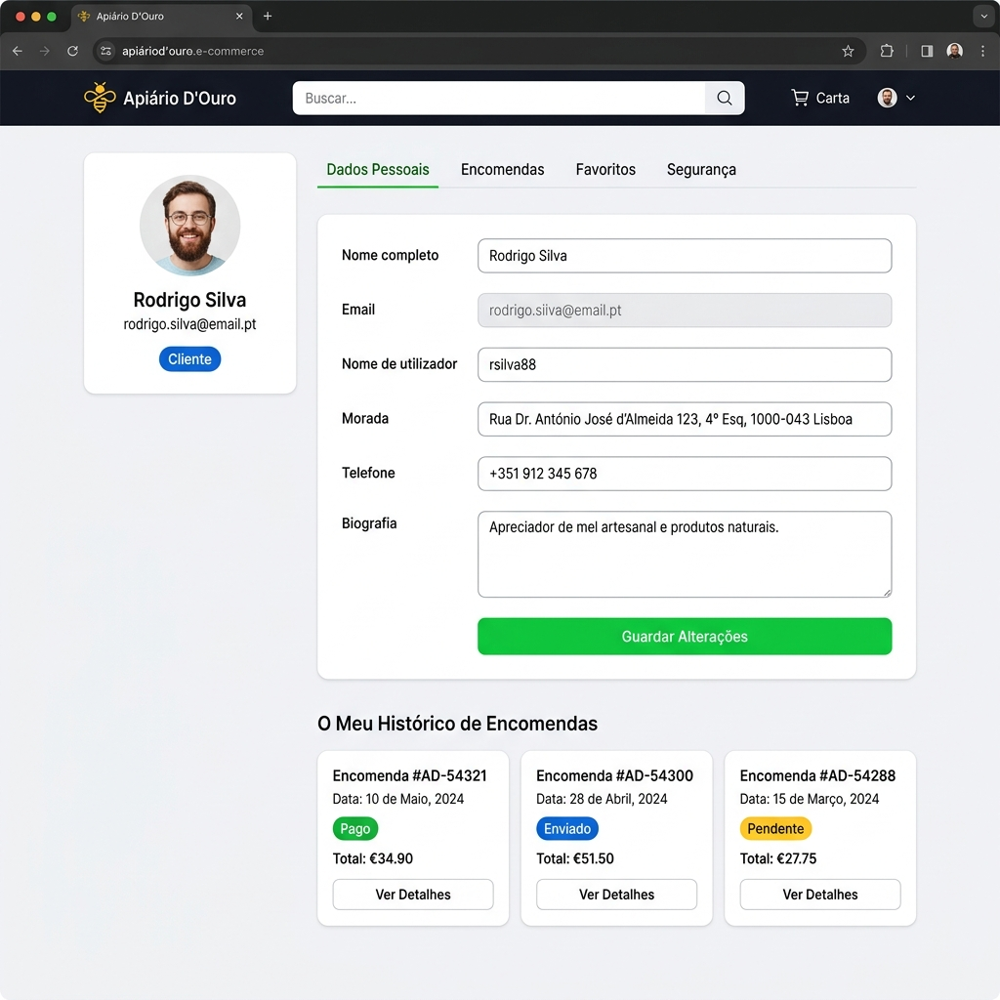 Apiário D'Ouro
apiáriod'ouro.e-commerce
Apiário D'Ouro
Buscar...
Carta
Rodrigo Silva
rodrigo.silva@email.pt
Cliente
Dados Pessoais
Encomendas
Favoritos
Segurança
Nome completo
Rodrigo Silva
Email
rodrigo.siiva@email.pt
Nome de utilizador
rsilva88
Morada
Rua Dr. António José d'Almeida 123, 4º Esq, 1000-043 Lisboa
Telefone
+351 912 345 678
Biografia
Apreciador de mel artesanal e produtos naturais.
Guardar Alterações
O Meu Histórico de Encomendas
Encomenda #AD-54321
Data: 10 de Maio, 2024
Pago
Total: €34.90
Ver Detalhes
Encomenda #AD-54300
Data: 28 de Abril, 2024
Enviado
Total: €51.50
Ver Detalhes
Encomenda #AD-54288
Data: 15 de Março, 2024
Pendente
Total: €27.75
Ver Detalhes